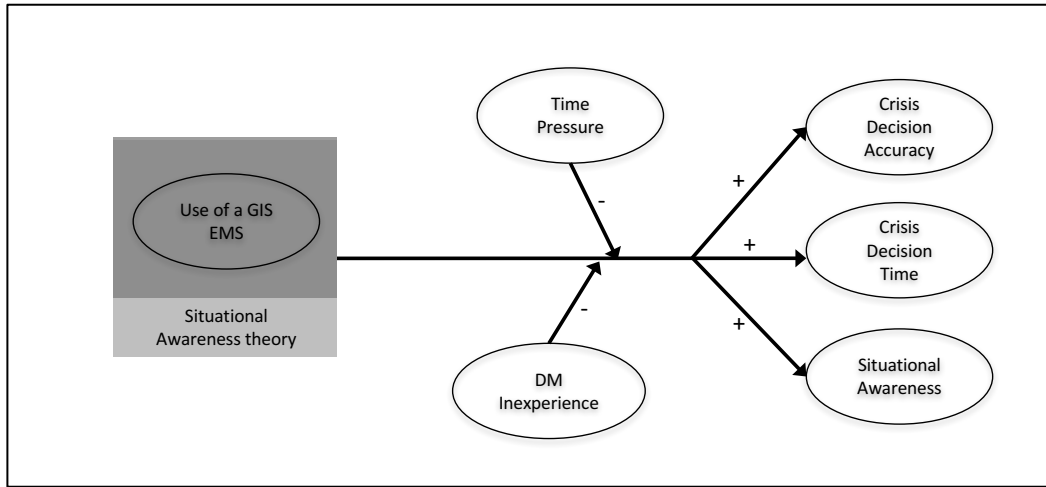 Time
Pressure
Crisis
Decision
Accuracy
Use of a GIS
EMS
-
+
+
Crisis
Decision
Time
Situational
Awareness theory
-
+
DM
Inexperience
Situational
Awareness